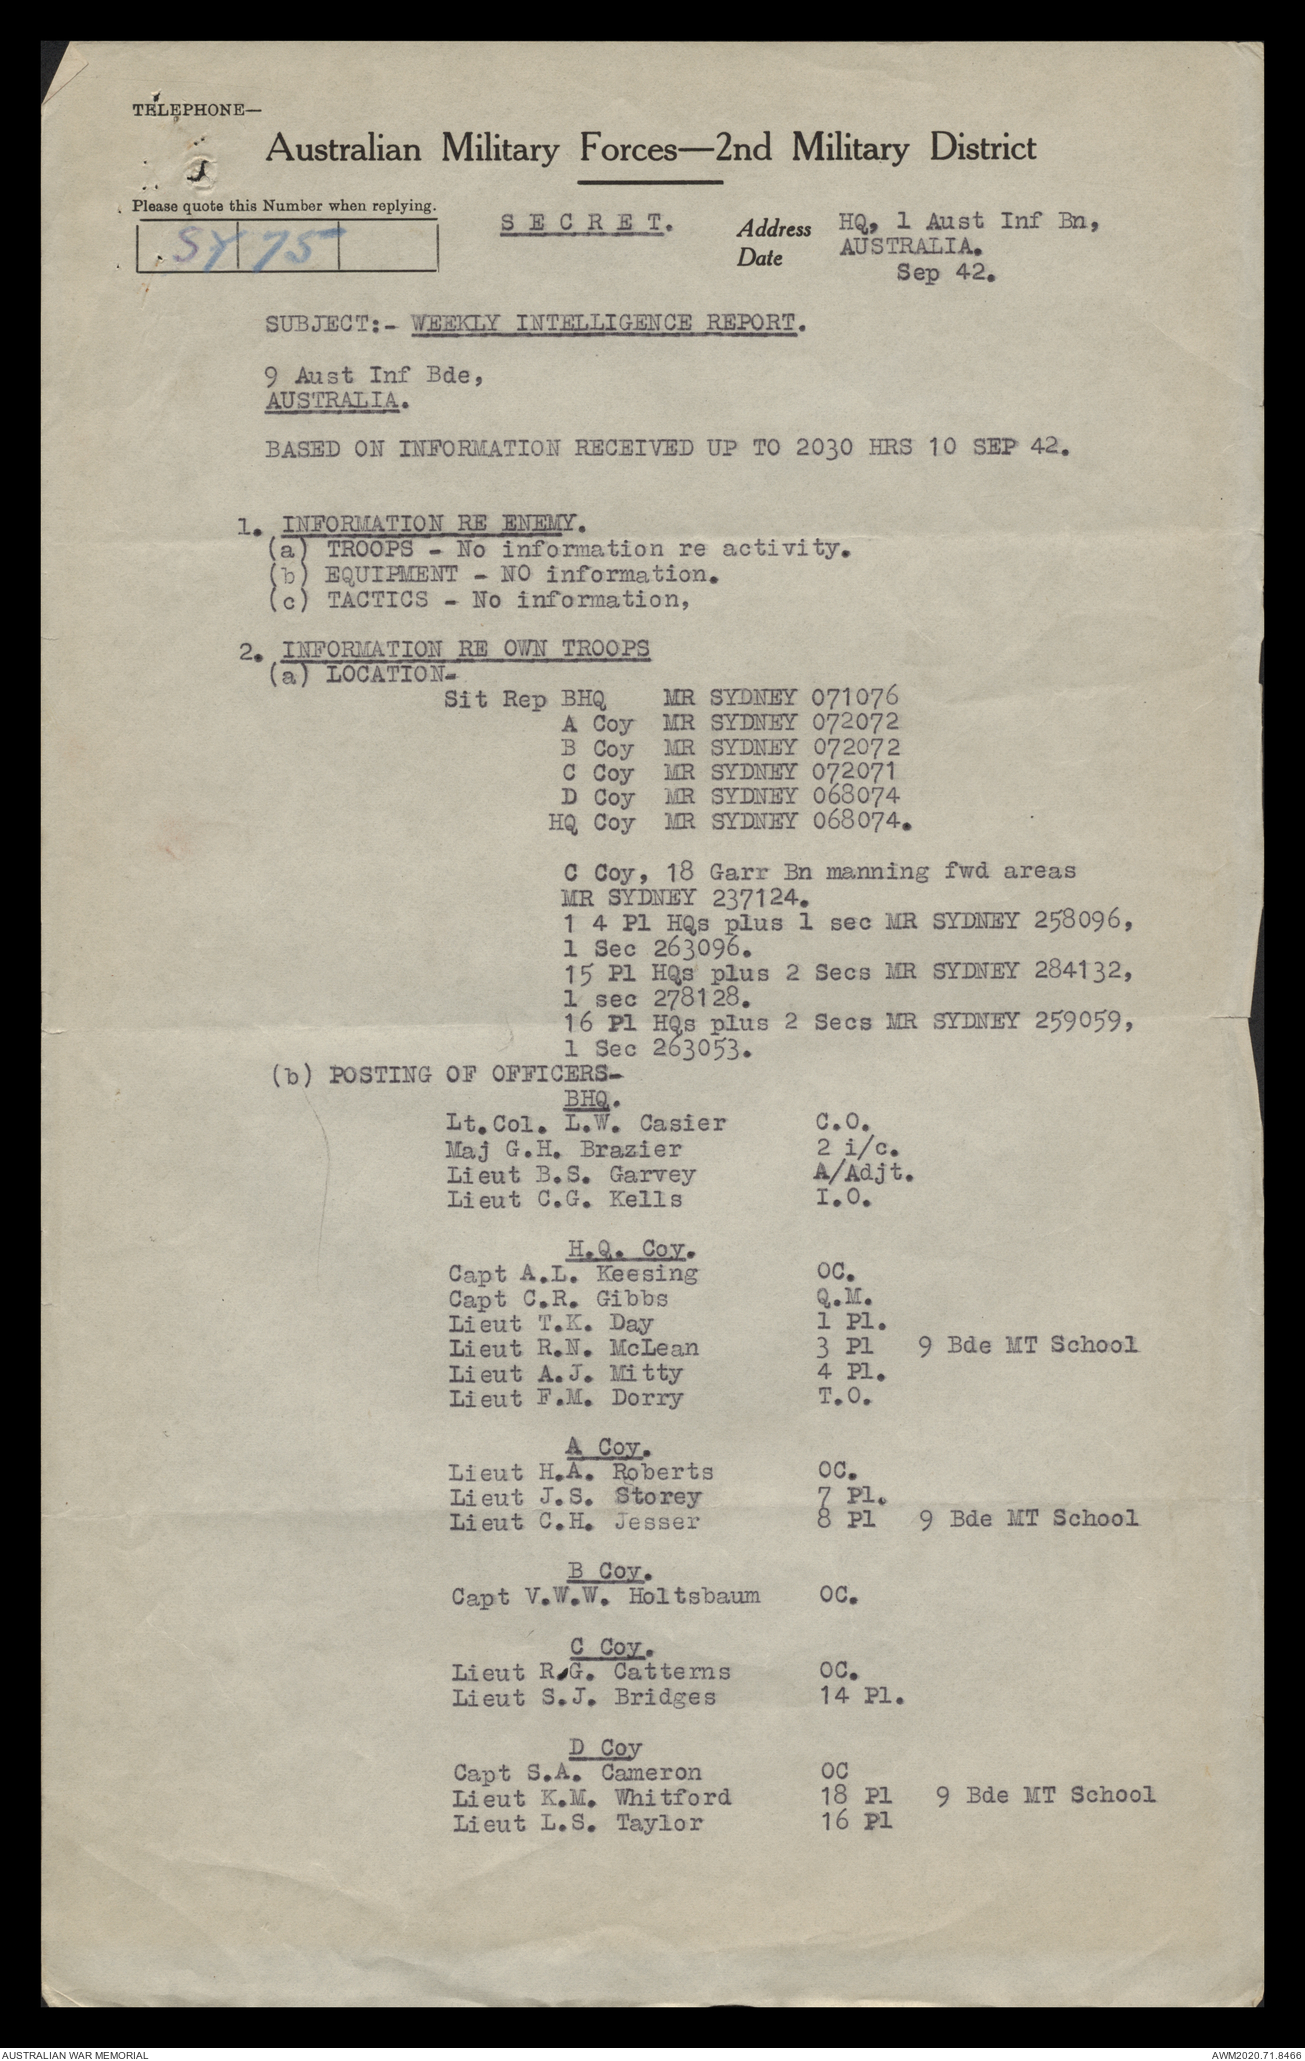 TELEPHONE—
Australian Military Forces—2nd Military District
Please quote this Number when replying.
SY 75
S E C R E T.
Address HQ, 1 Aust Inf Bn,
AUSTRALIA.
Date Sep 42.
SUBJECT:- WEEKLY INTELLIGENCE REPORT.
9 Aust Inf Bde,
AUSTRALIA.
BASED ON INFORMATION RECEIVED UP TO 2030 HRS 10 SEP 42.
1. INFORMATION RE ENEMY.
(a) TROOPS - No information re activity.
(b) EQUIPMENT - NO information.
(c) TACTICS - No information,
2. INFORMATION RE OWN TROOPS
(a) LOCATION-
Sit Rep BHQ MR SYDNEY 071076
A Coy MR SYDNEY 072072
B Coy MR SYDNEY 072072
C Coy MR SYDNEY 072071
D Coy MR SYDNEY 068074
HQ Coy MR SYDNEY 068074.
C Coy, 18 Garr Bn manning fwd areas
MR SYDNEY 237124.
1 4 Pl HQs plus 1 sec MR SYDNEY 258096,
1 Sec 263096.
15 Pl HQs plus 2 Secs MR SYDNEY 284132,
1 sec 278128.
16 Pl HQs plus 2 Secs MR SYDNEY 259059,
1 Sec 263053.
(b) POSTING OF OFFICERS-
BHQ.
Lt.Col. L.W. Casier C.O.
Maj G.H. Brazier 2 i/c.
Lieut B.S. Garvey A/Adjt.
Lieut C.G. Kells I.O.
H.Q. Coy.
Capt A.L. Keesing OC.
Capt C.R. Gibbs Q.M.
Lieut T.K. Day 1 Pl.
Lieut R.N. McLean 3 Pl 9 Bde MT School
Lieut A.J. Mitty 4 Pl.
Lieut F.M. Dorry T.O.
A Coy.
Lieut H.A. Roberts OC.
Lieut J.S. Storey 7 Pl.
Lieut C.H. Jesser 8 Pl 9 Bde MT School
B Coy.
Capt V.W.W. Holtsbaum OC.
C Coy.
Lieut R.G. Catterns OC.
Lieut S.J. Bridges 14 Pl.
D Coy
Capt S.A. Cameron OC
Lieut K.M. Whitford 18 Pl 9 Bde MT School
Lieut L.S. Taylor 16 Pl
AUSTRALIAN WAR MEMORIAL
AWM2020.71.8466